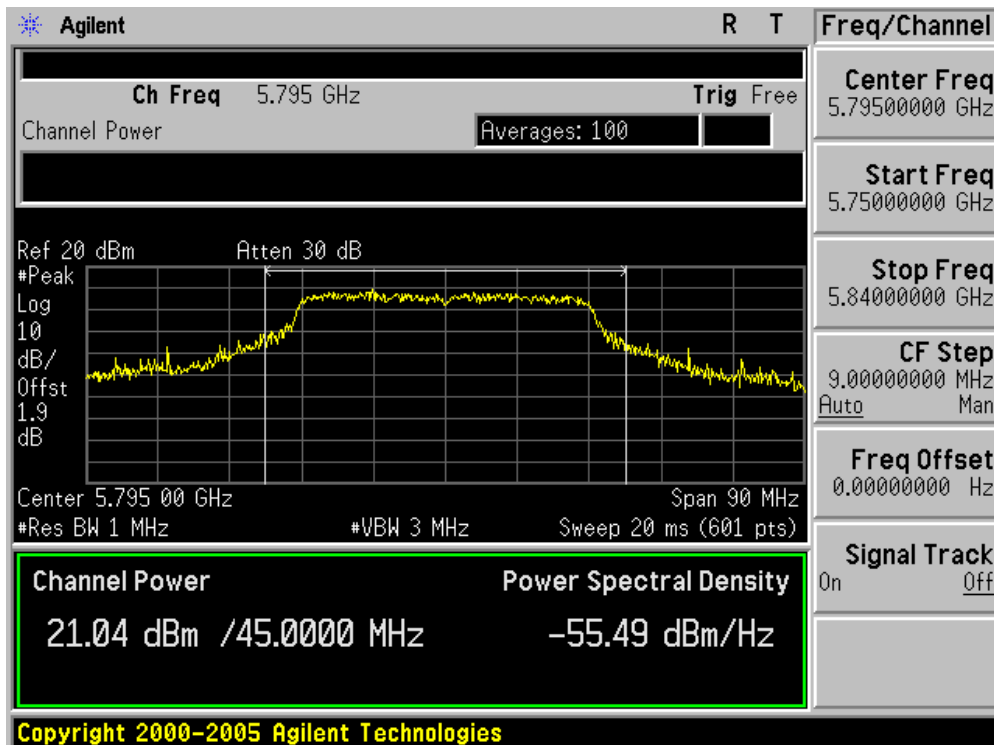 Agilent R T Freq/Channel
Ch Freq 5.795 GHz Trig Free
Channel Power Averages: 100
Center Freq
5.79500000 GHz
Start Freq
5.75000000 GHz
Stop Freq
5.84000000 GHz
CF Step
9.00000000 MHz
Auto Man
Freq Offset
0.00000000 Hz
Signal Track
On Off
Ref 20 dBm Atten 30 dB
#Peak
Log
10
dB/
Offst
1.9
dB
Center 5.795 00 GHz Span 90 MHz
#Res BW 1 MHz #VBW 3 MHz Sweep 20 ms (601 pts)
Channel Power Power Spectral Density
21.04 dBm /45.0000 MHz -55.49 dBm/Hz
Copyright 2000-2005 Agilent Technologies